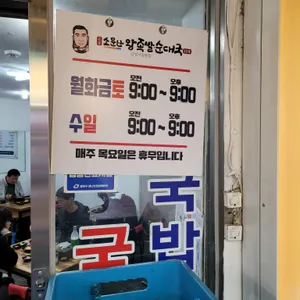 소문난 왕족발순대국
월화금토 오전 9:00 ~ 오후 9:00
수일 오전 9:00 ~ 오후 9:00
매주 목요일은 휴무입니다
국밥